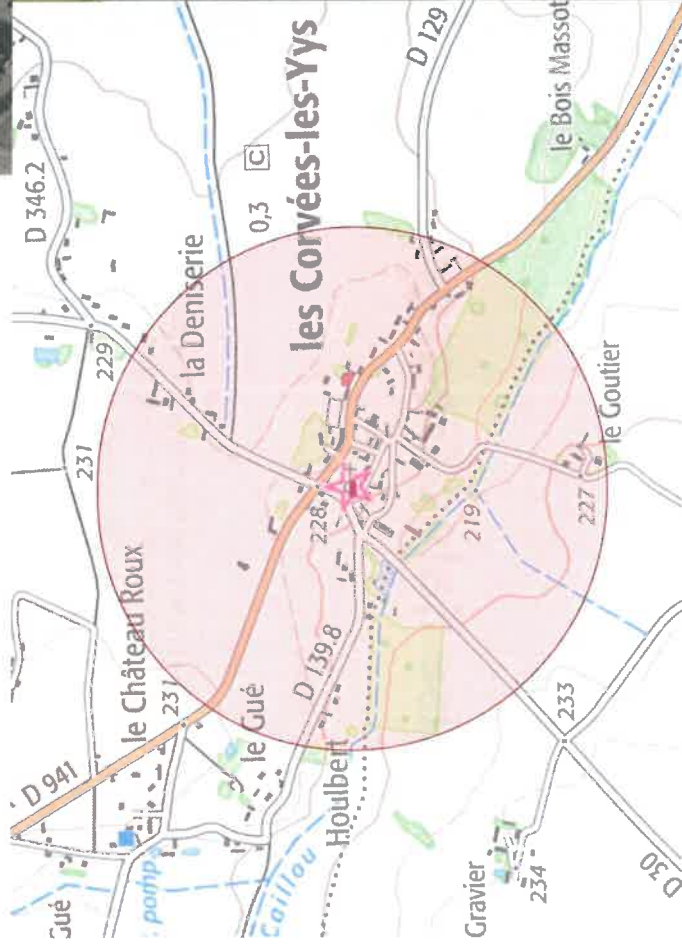 D 346.2
229
la Deniserie
0,3
C
les Corvées-les-Yys
D 129
le Bois Massot
231
le Château Roux
231
D 941
le Gué
D 139.8
228
219
227
le Goutier
Houlbert
233
Gravier
234
D 30
Gué
pomp
Caillou